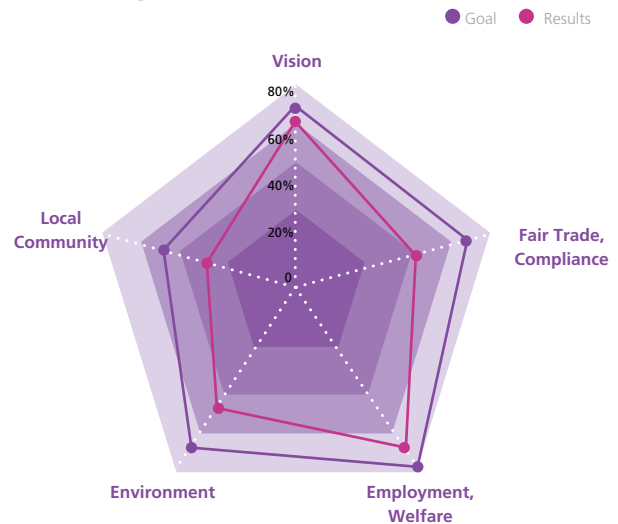 Goal Results
Vision
80%
60%
40%
20%
0
Local
Community
Fair Trade,
Compliance
Environment
Employment,
Welfare